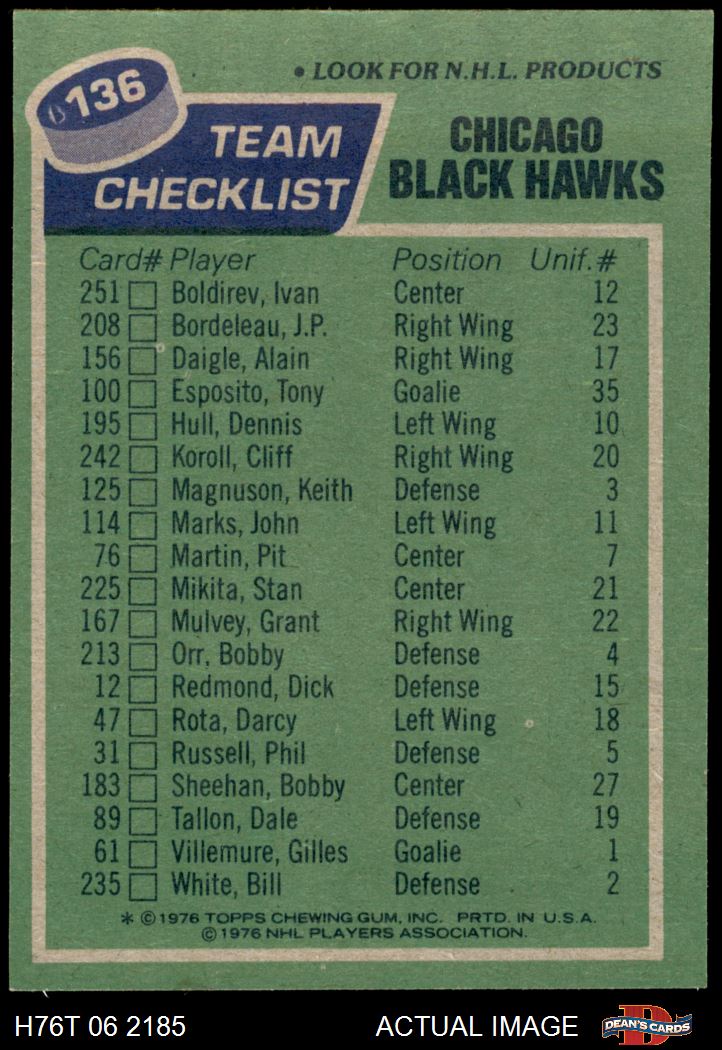 136
• LOOK FOR N.H.L. PRODUCTS
TEAM CHECKLIST
CHICAGO
BLACK HAWKS
Card# Player Position Unif.#
251 Boldirev, Ivan Center 12
208 Bordeleau, J.P. Right Wing 23
156 Daigle, Alain Right Wing 17
100 Esposito, Tony Goalie 35
195 Hull, Dennis Left Wing 10
242 Koroll, Cliff Right Wing 20
125 Magnuson, Keith Defense 3
114 Marks, John Left Wing 11
76 Martin, Pit Center 7
225 Mikita, Stan Center 21
167 Mulvey, Grant Right Wing 22
213 Orr, Bobby Defense 4
12 Redmond, Dick Defense 15
47 Rota, Darcy Left Wing 18
31 Russell, Phil Defense 5
183 Sheehan, Bobby Center 27
89 Tallon, Dale Defense 19
61 Villemure, Gilles Goalie 1
235 White, Bill Defense 2
* ©1976 TOPPS CHEWING GUM, INC. PRTD. IN U.S.A.
©1976 NHL PLAYERS ASSOCIATION.
H76T 06 2185 ACTUAL IMAGE D DEAN'S CARDS